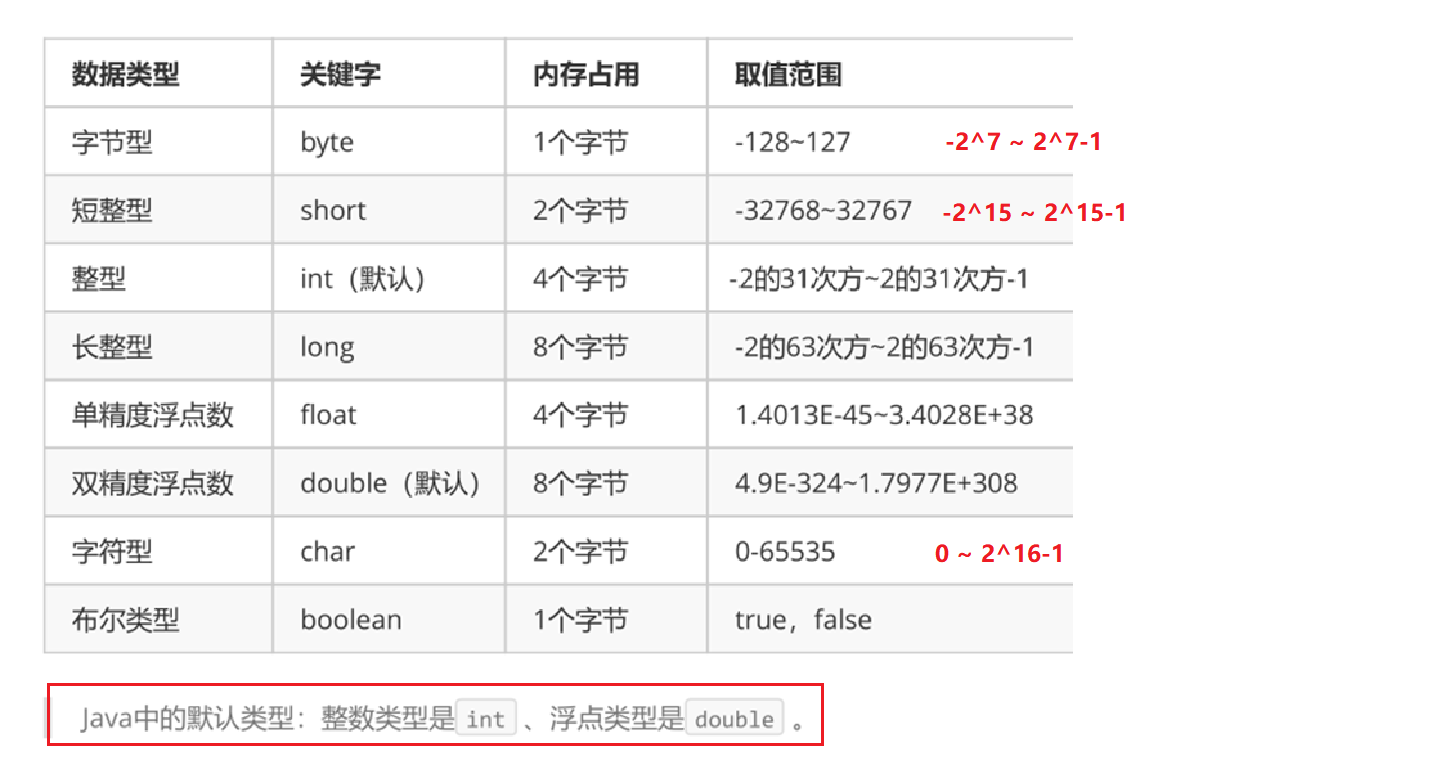 数据类型 关键字 内存占用 取值范围
字节型 byte 1个字节 -128~127 -2^7 ~ 2^7-1
短整型 short 2个字节 -32768~32767 -2^15 ~ 2^15-1
整型 int（默认） 4个字节 -2的31次方~2的31次方-1
长整型 long 8个字节 -2的63次方~2的63次方-1
单精度浮点数 float 4个字节 1.4013E-45~3.4028E+38
双精度浮点数 double（默认） 8个字节 4.9E-324~1.7977E+308
字符型 char 2个字节 0-65535 0 ~ 2^16-1
布尔类型 boolean 1个字节 true，false
Java中的默认类型：整数类型是 int 、浮点类型是 double 。